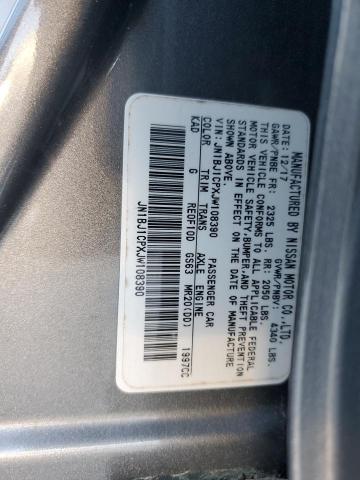 MANUFACTURED BY NISSAN MOTOR CO.,LTD.
DATE: 12/17 GVWR/PNBV: 4340 LBS.
GAWR/PNBE FR: 2325 LBS. RR: 2050 LBS.
THIS VEHICLE CONFORMS TO ALL APPLICABLE FEDERAL
MOTOR VEHICLE SAFETY,BUMPER,AND THEFT PREVENTION
STANDARDS IN EFFECT ON THE DATE OF MANUFACTURE
SHOWN ABOVE.
VIN: JN1BJ1CPXJW108390 PASSENGER CAR
COLOR TRIM TRANS AXLE ENGINE
KAD G RE0F10D GS63 MR20(DD) 1997CC
JN1BJ1CPXJW108390